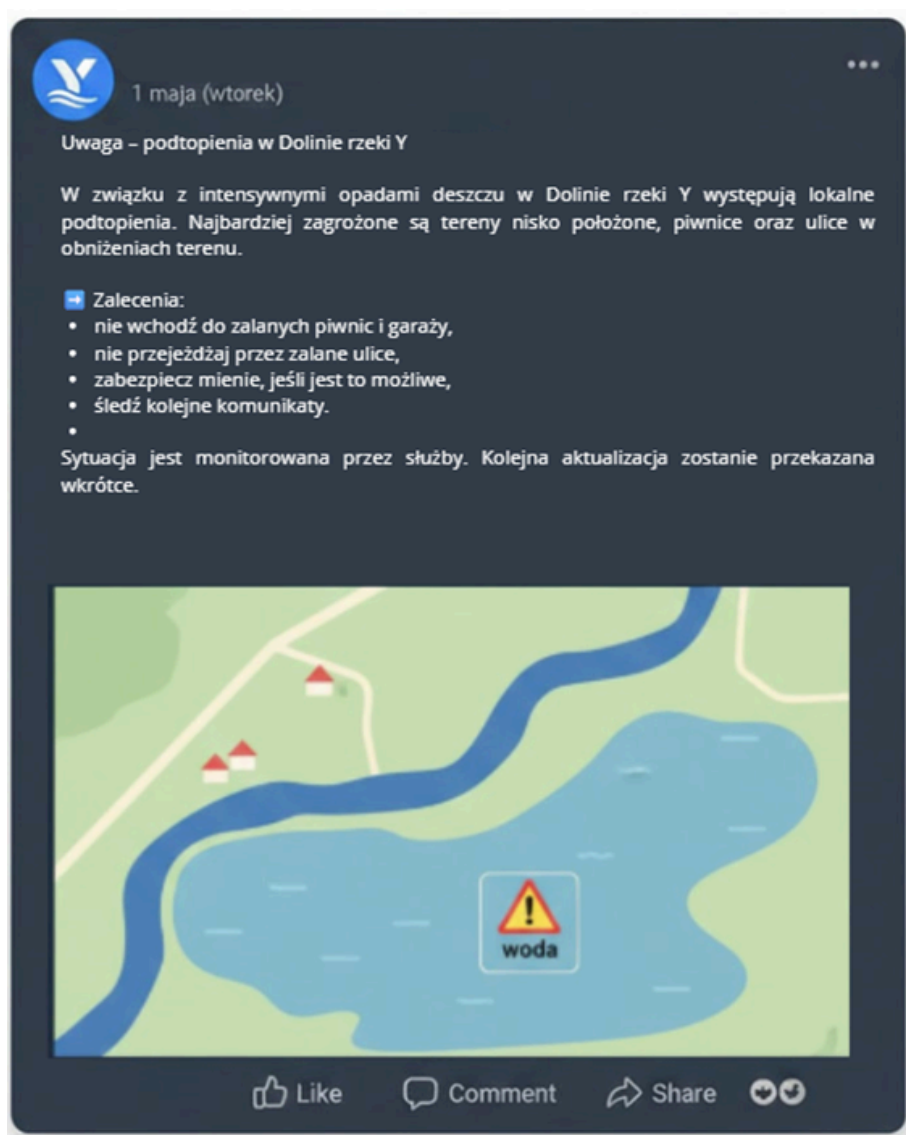 1 maja (wtorek)
Uwaga – podtopienia w Dolinie rzeki Y
W związku z intensywnymi opadami deszczu w Dolinie rzeki Y występują lokalne
podtopienia. Najbardziej zagrożone są tereny nisko położone, piwnice oraz ulice w
obniżeniach terenu.
➡ Zalecenia:
• nie wchodź do zalanych piwnic i garaży,
• nie przejeżdżaj przez zalane ulice,
• zabezpiecz mienie, jeśli jest to możliwe,
• śledź kolejne komunikaty.
•
Sytuacja jest monitorowana przez służby. Kolejna aktualizacja zostanie przekazana
wkrótce.
woda
Like Comment Share